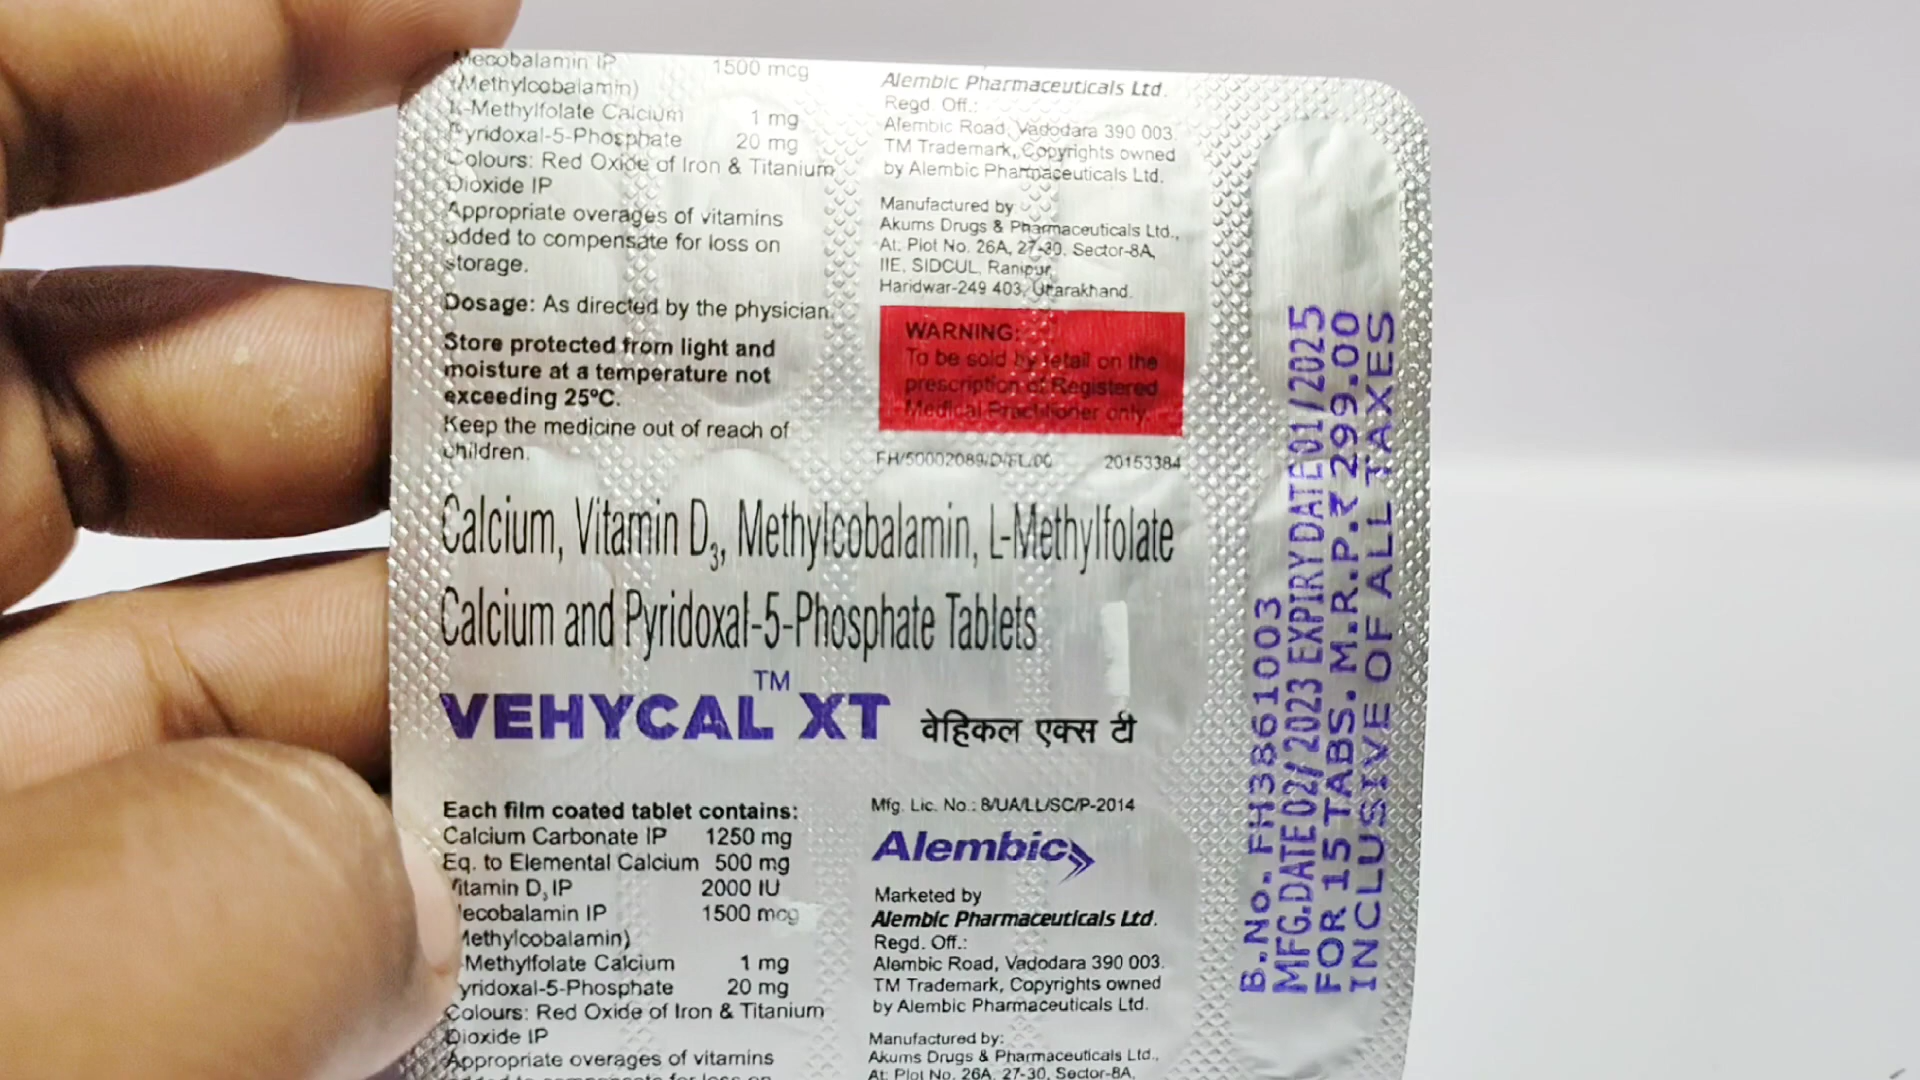 Mecobalamin IP 1500 mcg
(Methylcobalamin)
L-Methylfolate Calcium 1 mg
Pyridoxal-5-Phosphate 20 mg
Colours: Red Oxide of Iron & Titanium
Dioxide IP
Appropriate overages of vitamins
added to compensate for loss on
storage.
Dosage: As directed by the physician.
Store protected from light and
moisture at a temperature not
exceeding 25°C.
Keep the medicine out of reach of
children.
Alembic Pharmaceuticals Ltd.
Regd. Off.:
Alembic Road, Vadodara 390 003.
TM Trademark, Copyrights owned
by Alembic Pharmaceuticals Ltd.
Manufactured by:
Akums Drugs & Pharmaceuticals Ltd.,
At: Plot No. 26A, 27-30, Sector-8A,
IIE, SIDCUL, Ranipur,
Haridwar-249 403, Uttarakhand.
WARNING:
To be sold by retail on the
prescription of Registered
Medical Practitioner only.
20153384
Calcium, Vitamin D₃, Methylcobalamin, L-Methylfolate
Calcium and Pyridoxal-5-Phosphate Tablets
VEHYCAL™ XT वेहिकल एक्स टी
Each film coated tablet contains:
Calcium Carbonate IP 1250 mg
Eq. to Elemental Calcium 500 mg
Vitamin D₃ IP 2000 IU
Mecobalamin IP 1500 mcg
(Methylcobalamin)
L-Methylfolate Calcium 1 mg
Pyridoxal-5-Phosphate 20 mg
Colours: Red Oxide of Iron & Titanium
Dioxide IP
Appropriate overages of vitamins
Mfg. Lic. No.: 8/UA/LL/SC/P-2014
Alembic
Marketed by
Alembic Pharmaceuticals Ltd.
Regd. Off.:
Alembic Road, Vadodara 390 003.
TM Trademark, Copyrights owned
by Alembic Pharmaceuticals Ltd.
Manufactured by:
Akums Drugs & Pharmaceuticals Ltd.,
At: Plot No. 26A, 27-30, Sector-8A,
B.No. FH3861003
MFG.DATE 02/2023 EXPIRY DATE 01/2025
FOR 15 TABS. M.R.P.₹ 299.00
INCLUSIVE OF ALL TAXES